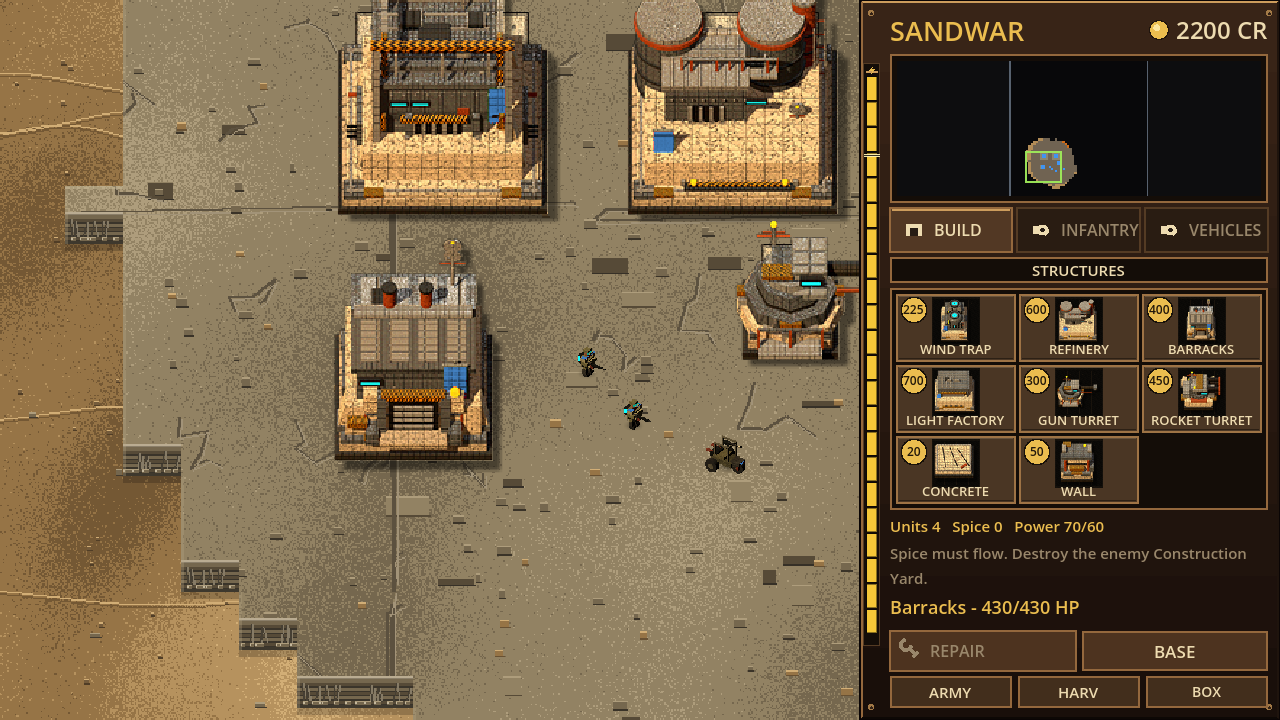 SANDWAR
2200 CR
BUILD
INFANTRY
VEHICLES
STRUCTURES
225
WIND TRAP
600
REFINERY
400
BARRACKS
700
LIGHT FACTORY
300
GUN TURRET
450
ROCKET TURRET
20
CONCRETE
50
WALL
Units 4 Spice 0 Power 70/60
Spice must flow. Destroy the enemy Construction
Yard.
Barracks - 430/430 HP
REPAIR
BASE
ARMY
HARV
BOX